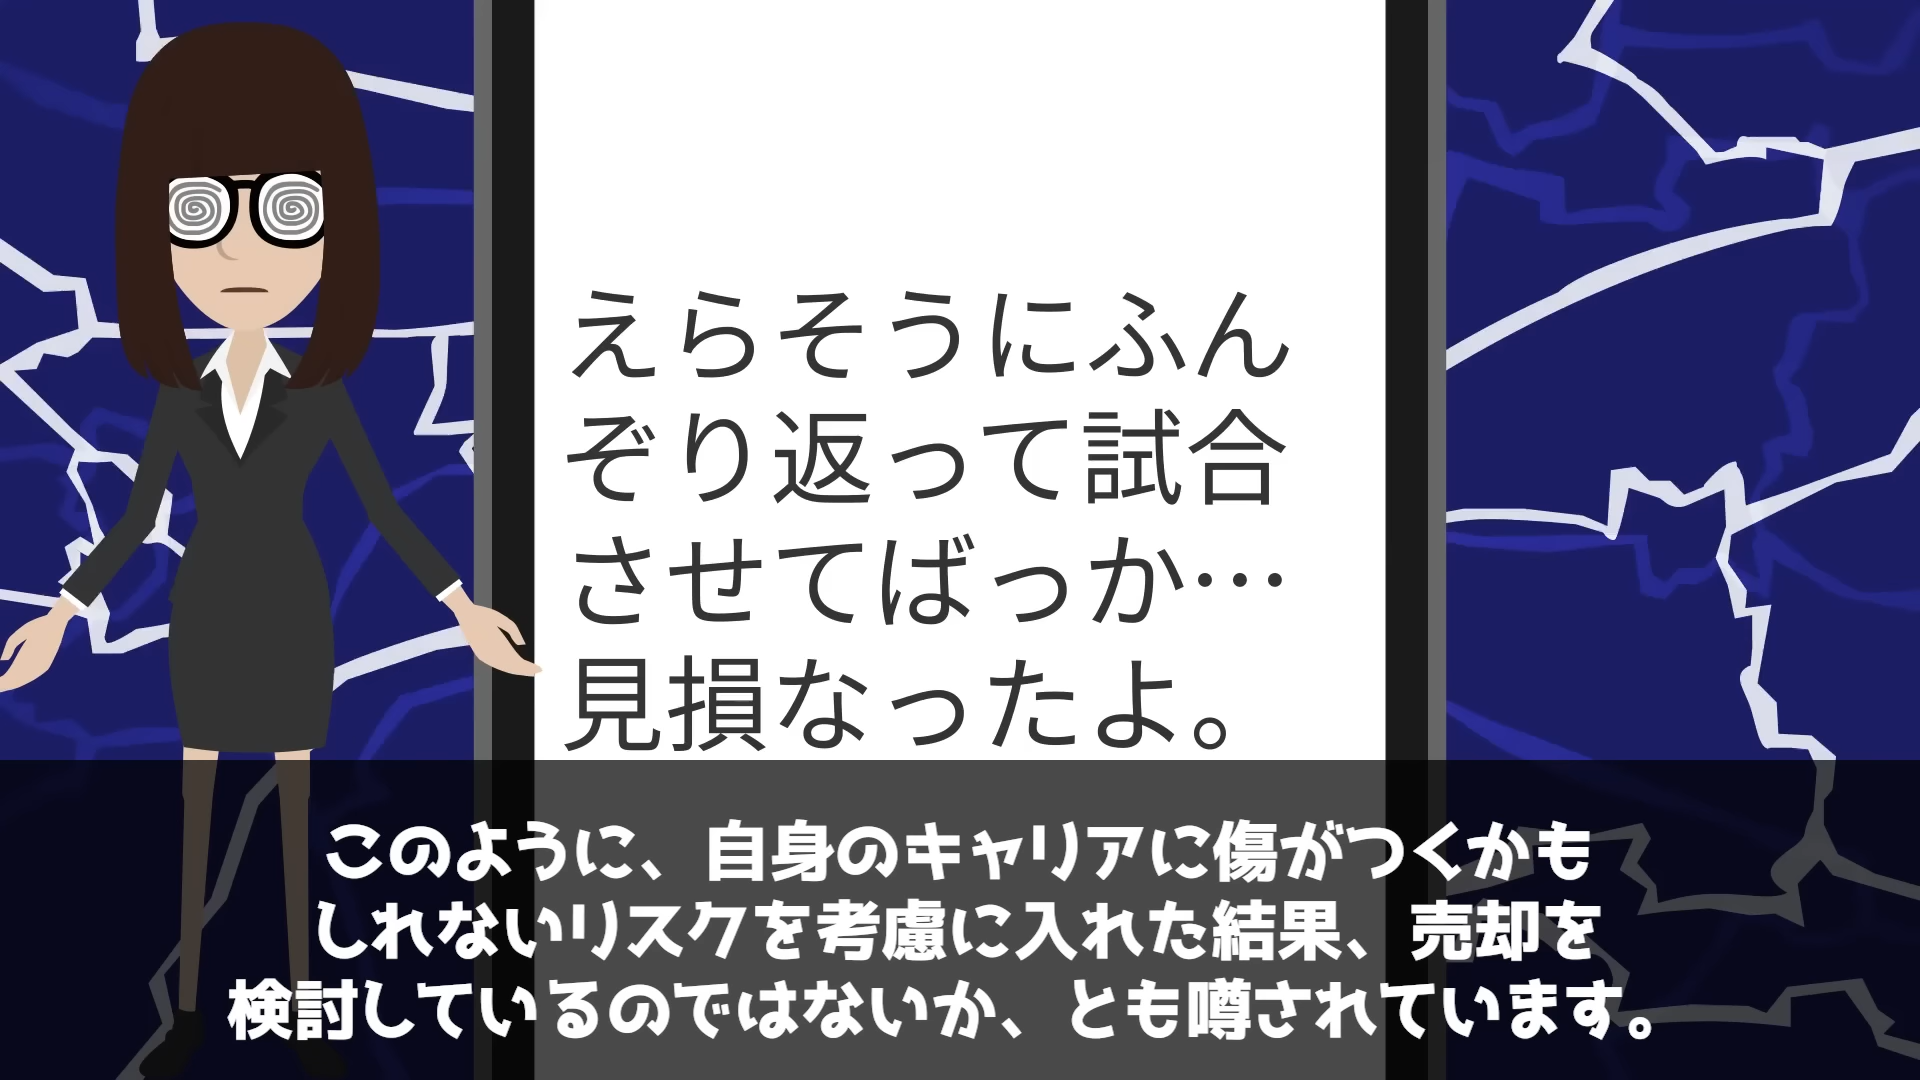 えらそうにふん
ぞり返って試合
させてばっか…
見損なったよ。
このように、自身のキャリアに傷がつくかも
しれないリスクを考慮に入れた結果、売却を
検討しているのではないか、とも噂されています。